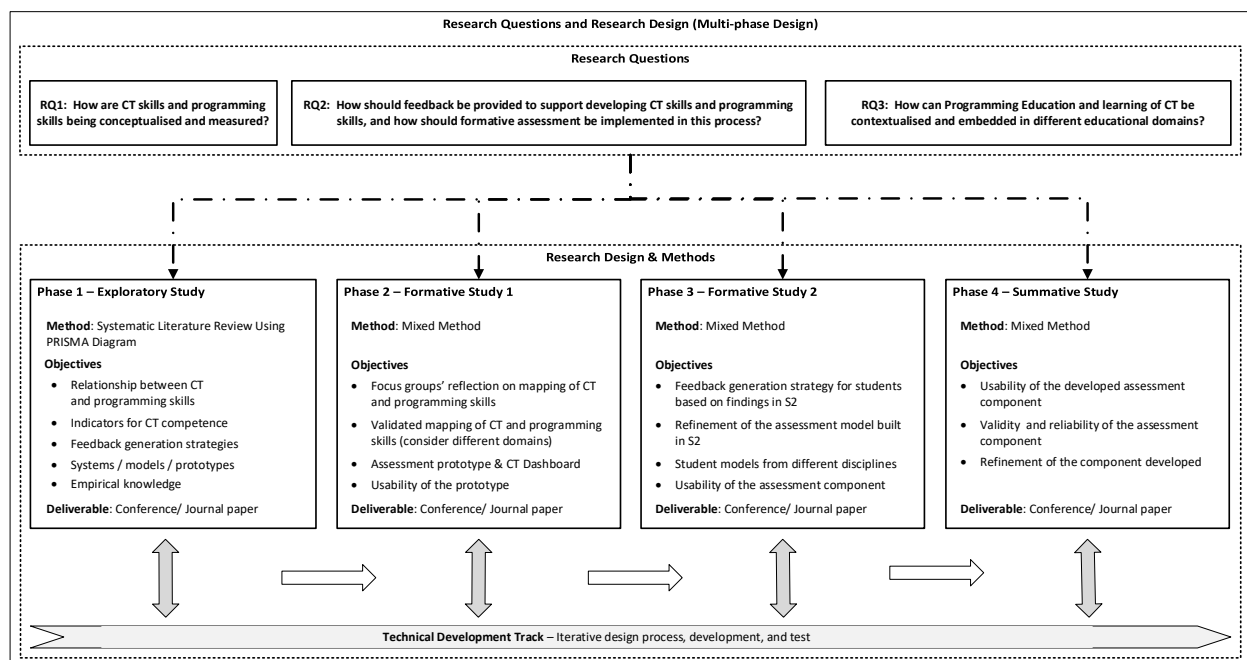 Research Questions and Research Design (Multi-phase Design)
Research Questions
RQ1: How are CT skills and programming
skills being conceptualised and measured?
RQ2: How should feedback be provided to support developing CT skills and programming
skills, and how should formative assessment be implemented in this process?
RQ3: How can Programming Education and learning of CT be
contextualised and embedded in different educational domains?
Research Design & Methods
Phase 1 – Exploratory Study
Method: Systematic Literature Review Using
PRISMA Diagram
Objectives
• Relationship between CT
and programming skills
• Indicators for CT competence
• Feedback generation strategies
• Systems / models / prototypes
• Empirical knowledge
Deliverable: Conference/ Journal paper
Phase 2 – Formative Study 1
Method: Mixed Method
Objectives
• Focus groups’ reflection on mapping of CT
and programming skills
• Validated mapping of CT and programming
skills (consider different domains)
• Assessment prototype & CT Dashboard
• Usability of the prototype
Deliverable: Conference/ Journal paper
Phase 3 – Formative Study 2
Method: Mixed Method
Objectives
• Feedback generation strategy for students
based on findings in S2
• Refinement of the assessment model built
in S2
• Student models from different disciplines
• Usability of the assessment component
Deliverable: Conference/ Journal paper
Phase 4 – Summative Study
Method: Mixed Method
Objectives
• Usability of the developed assessment
component
• Validity and reliability of the assessment
component
• Refinement of the component developed
Deliverable: Conference/ Journal paper
Technical Development Track – Iterative design process, development, and test